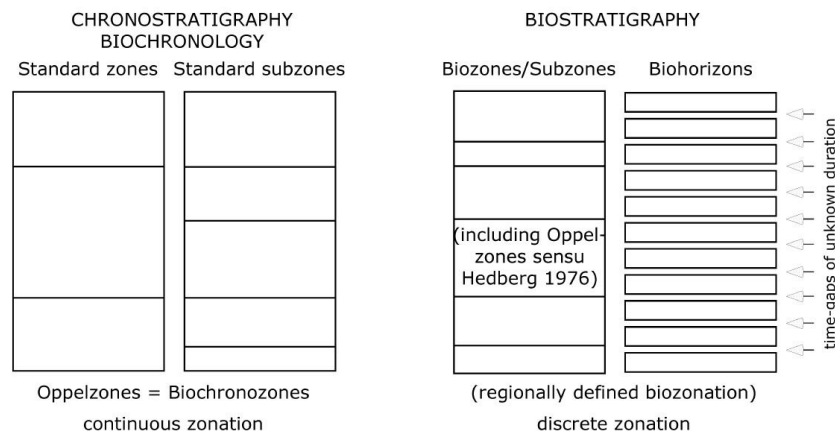 CHRONOSTRATIGRAPHY
BIOCHRONOLOGY
Standard zones
Standard subzones
Oppelzones = Biochronozones
continuous zonation
BIOSTRATIGRAPHY
Biozones/Subzones
Biohorizons
(including Oppel-
zones sensu
Hedberg 1976)
time-gaps of unknown duration
(regionally defined biozonation)
discrete zonation